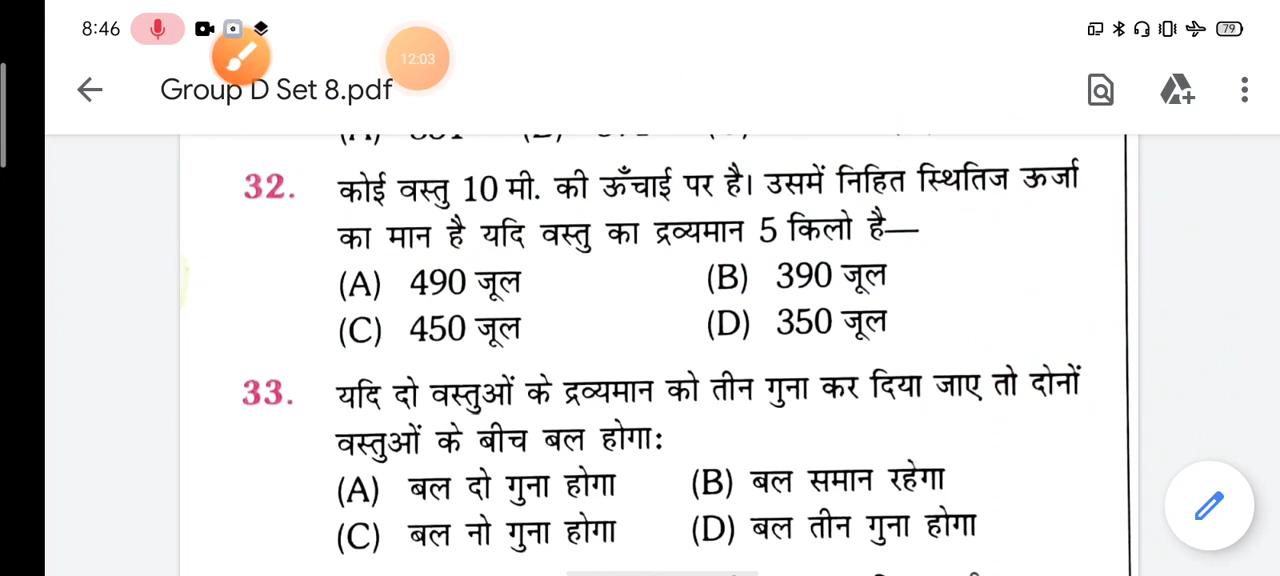 8:46
79
12:03
Group D Set 8.pdf
32. कोई वस्तु 10 मी. की ऊँचाई पर है। उसमें निहित स्थितिज ऊर्जा
का मान है यदि वस्तु का द्रव्यमान 5 किलो है—
(A) 490 जूल (B) 390 जूल
(C) 450 जूल (D) 350 जूल
33. यदि दो वस्तुओं के द्रव्यमान को तीन गुना कर दिया जाए तो दोनों
वस्तुओं के बीच बल होगा:
(A) बल दो गुना होगा (B) बल समान रहेगा
(C) बल नो गुना होगा (D) बल तीन गुना होगा